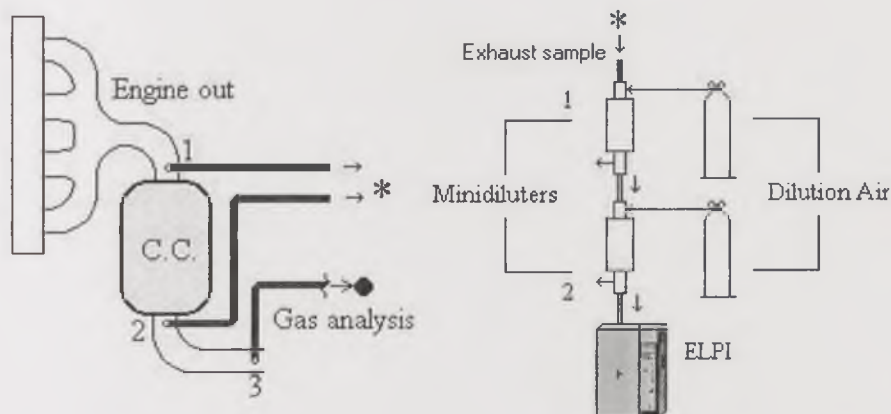 Engine out
1
*
C.C.
2
Gas analysis
3
*
Exhaust sample
1
Minidiluters
Dilution Air
2
ELPI